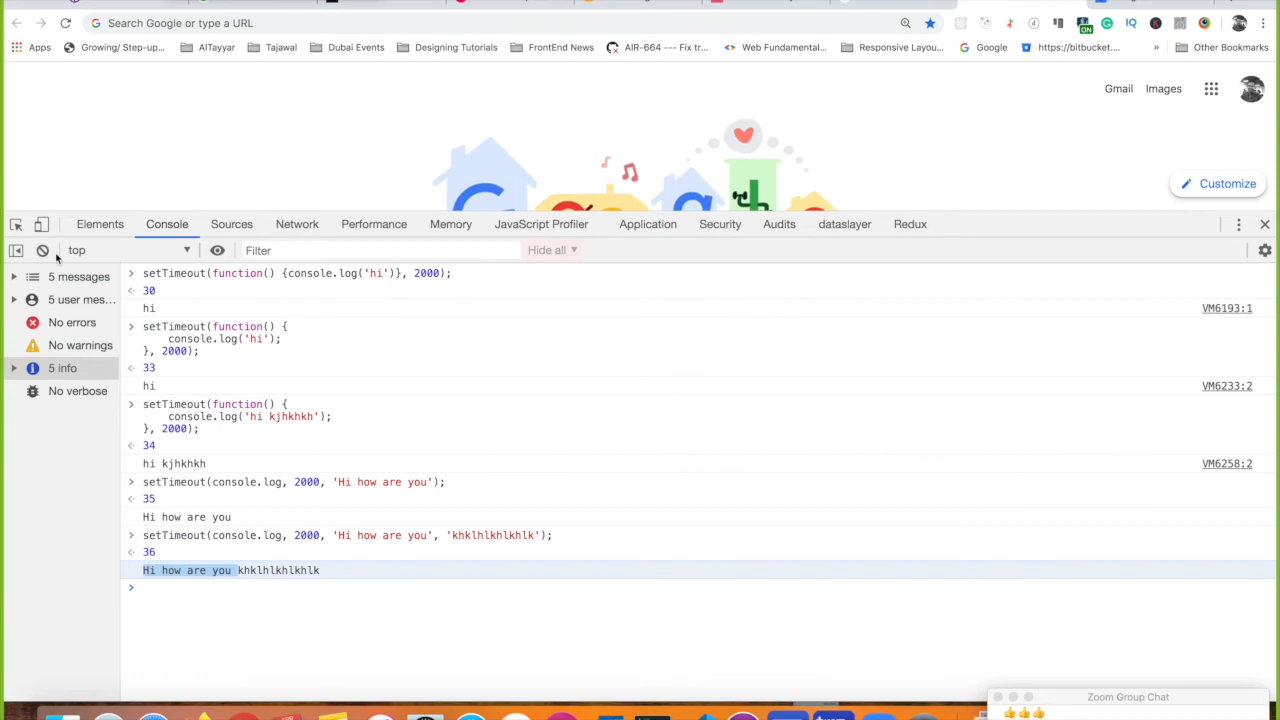 Search Google or type a URL
ON
IQ
Apps Growing/ Step-up... AlTayyar Tajawal Dubai Events Designing Tutorials FrontEnd News AIR-664 --- Fix tr... Web Fundamental... Responsive Layou... Google https://bitbucket.... » Other Bookmarks
Gmail Images
Customize
Elements Console Sources Network Performance Memory JavaScript Profiler Application Security Audits datalayer Redux
top Filter Hide all
5 messages
5 user mes...
No errors
No warnings
5 info
No verbose
> setTimeout(function() {console.log('hi')}, 2000);
30
hi VM6193:1
> setTimeout(function() {
console.log('hi');
}, 2000);
33
hi VM6233:2
> setTimeout(function() {
console.log('hi kjhkhkh');
}, 2000);
34
hi kjhkhkh VM6258:2
> setTimeout(console.log, 2000, 'Hi how are you');
35
Hi how are you
> setTimeout(console.log, 2000, 'Hi how are you', 'khklhlkhlkhlk');
36
Hi how are you khklhlkhlkhlk
>
Zoom Group Chat